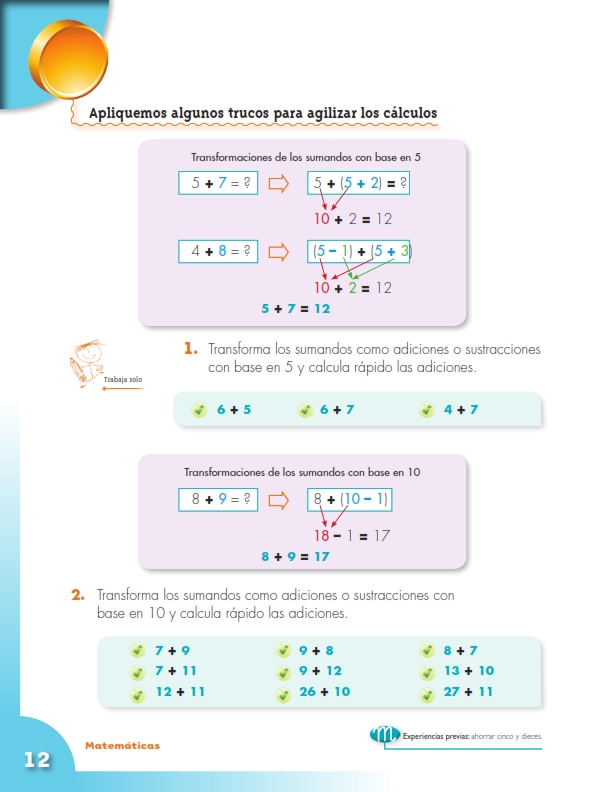 Apliquemos algunos trucos para agilizar los cálculos
Transformaciones de los sumandos con base en 5
5 + 7 = ?
5 + (5 + 2) = ?
10 + 2 = 12
4 + 8 = ?
(5 – 1) + (5 + 3)
10 + 2 = 12
5 + 7 = 12
Trabaja solo
1. Transforma los sumandos como adiciones o sustracciones
con base en 5 y calcula rápido las adiciones.
6 + 5 6 + 7 4 + 7
Transformaciones de los sumandos con base en 10
8 + 9 = ?
8 + (10 – 1)
18 – 1 = 17
8 + 9 = 17
2. Transforma los sumandos como adiciones o sustracciones con
base en 10 y calcula rápido las adiciones.
7 + 9 9 + 8 8 + 7
7 + 11 9 + 12 13 + 10
12 + 11 26 + 10 27 + 11
m Experiencias previas: ahorrar cinco y dieces.
Matemáticas
12